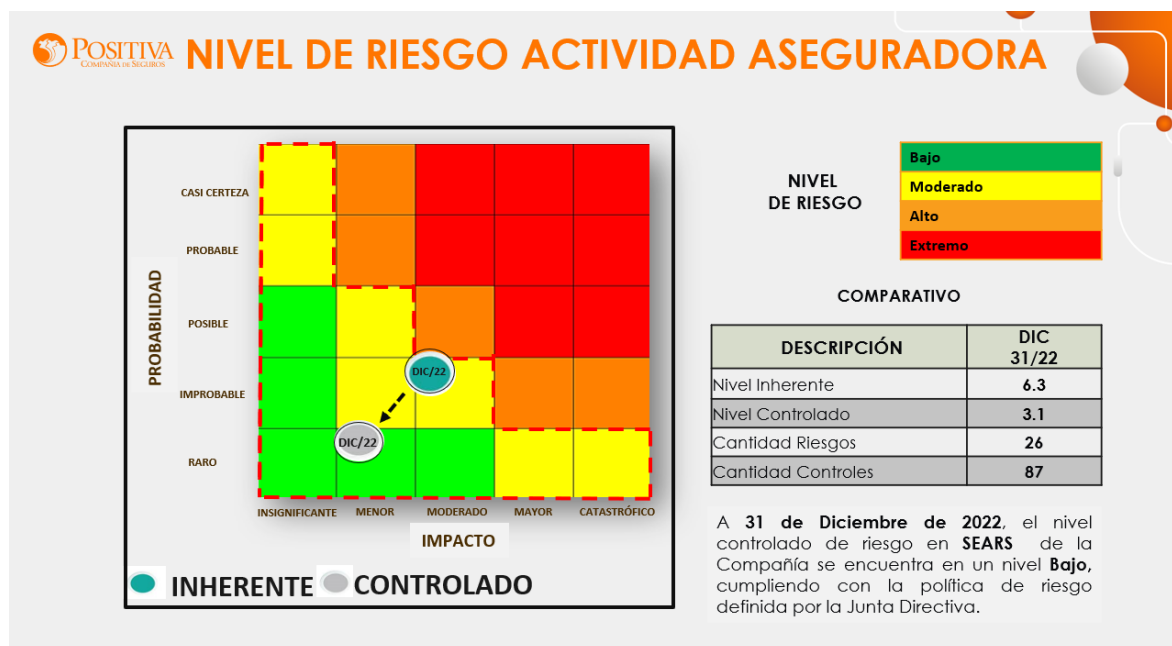 POSITIVA
COMPAÑÍA DE SEGUROS
NIVEL DE RIESGO ACTIVIDAD ASEGURADORA
PROBABILIDAD
CASI CERTEZA
PROBABLE
POSIBLE
IMPROBABLE
RARO
DIC/22
DIC/22
INSIGNIFICANTE MENOR MODERADO MAYOR CATASTRÓFICO
IMPACTO
INHERENTE CONTROLADO
NIVEL
DE RIESGO
Bajo
Moderado
Alto
Extremo
COMPARATIVO
DESCRIPCIÓN DIC
31/22
Nivel Inherente 6.3
Nivel Controlado 3.1
Cantidad Riesgos 26
Cantidad Controles 87
A 31 de Diciembre de 2022, el nivel
controlado de riesgo en SEARS de la
Compañía se encuentra en un nivel Bajo,
cumpliendo con la política de riesgo
definida por la Junta Directiva.